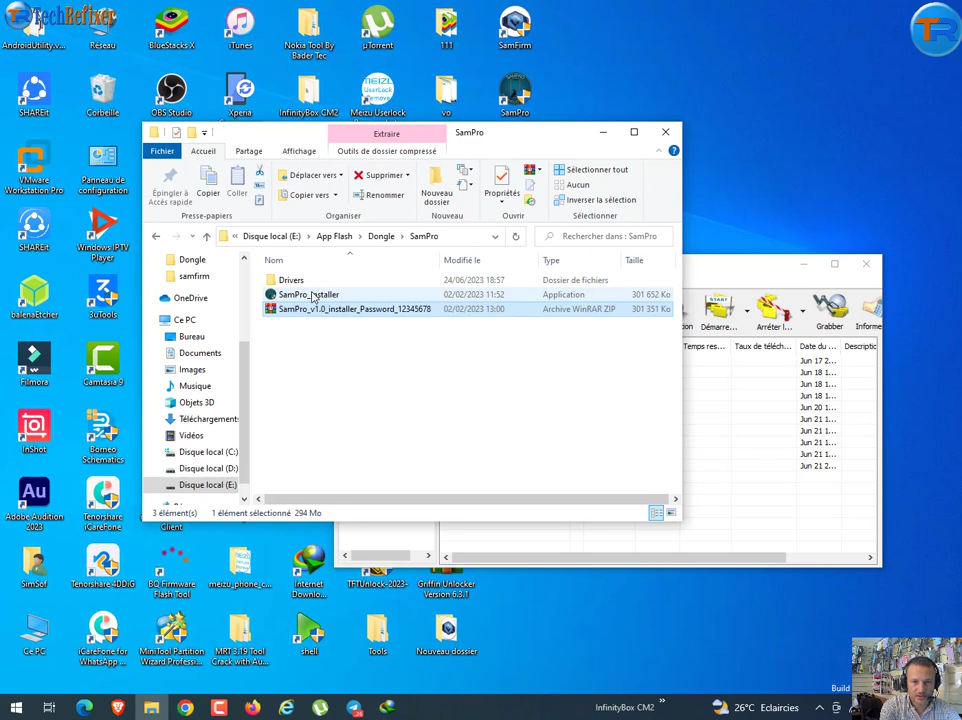 TechRefixer
AndroidUtility.v...
Reseau
BlueStacks X
iTunes
Nokia Tool By
Bader Tec
µTorrent
111
SamFirm
TR
SHAREit
Corbeille
OBS Studio
Xperia
InfinityBox CM2
MEIZU
UserLock
Remove
Meizu Userlock
vo
SamPro
Extraire
SamPro
Fichier
Accueil
Partage
Affichage
Outils de dossier compressé
Épingler à
Accès rapide
Copier
Coller
Presse-papiers
Déplacer vers
Copier vers
Supprimer
Renommer
Organiser
Nouveau
dossier
Nouveau
Propriétés
Ouvrir
Sélectionner tout
Aucun
Inverser la sélection
Sélectionner
« Disque local (E:) > App Flash > Dongle > SamPro
Rechercher dans : SamPro
Nom
Modifié le
Type
Taille
Drivers
24/06/2023 18:57
Dossier de fichiers
SamPro_Installer
02/02/2023 11:52
Application
301 652 Ko
SamPro_v1.0_installer_Password_12345678
02/02/2023 13:00
Archive WinRAR ZIP
301 351 Ko
Dongle
samfirm
OneDrive
Ce PC
Bureau
Documents
Images
Musique
Objets 3D
Téléchargements
Vidéos
Disque local (C:)
Disque local (D:)
Disque local (E:)
3 élément(s)
1 élément sélectionné 294 Mo
Démarre...
Arrêter l...
Grabber
Informe
Temps res...
Taux de téléch...
Date du ...
Descriptic
Jun 17 2...
Jun 18 1...
Jun 18 1...
Jun 18 1...
Jun 20 1...
Jun 21 1...
Jun 21 1...
Jun 21 1...
Jun 21 1...
Jun 21 2...
VMware
Workstation Pro
Panneau de
configuration
SHAREit
Windows IPTV
Player
balenaEtcher
3uTools
Filmora
Camtasia 9
InShot
Borneo
Schematics
Au
Adobe Audition
2023
Tenorshare
iCareFone
Client
SimSof
Tenorshare 4DDiG
BQ Firmware
Flash Tool
meizu_phone_c...
Internet
Downlo...
TFTUnlock-2023-
Griffin Unlocker
Version 6.3.1
Ce PC
iCareFone for
WhatsApp ...
MiniTool Partition
Wizard Professi...
MRT 3.19 Tool
Crack with Au...
shell
Tools
Nouveau dossier
Build
InfinityBox CM2
26°C Eclaircies